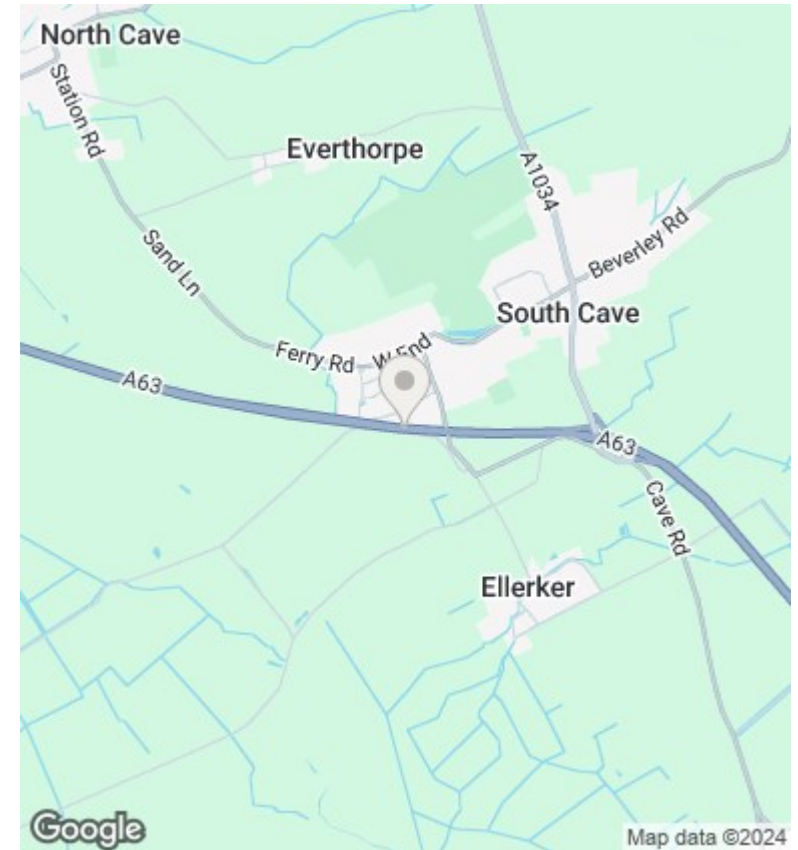 North Cave
Station Rd
Everthorpe
A1034
Beverley Rd
Sand Ln
South Cave
Ferry Rd
W End
A63
A63
Cave Rd
Ellerker
Google
Map data ©2024